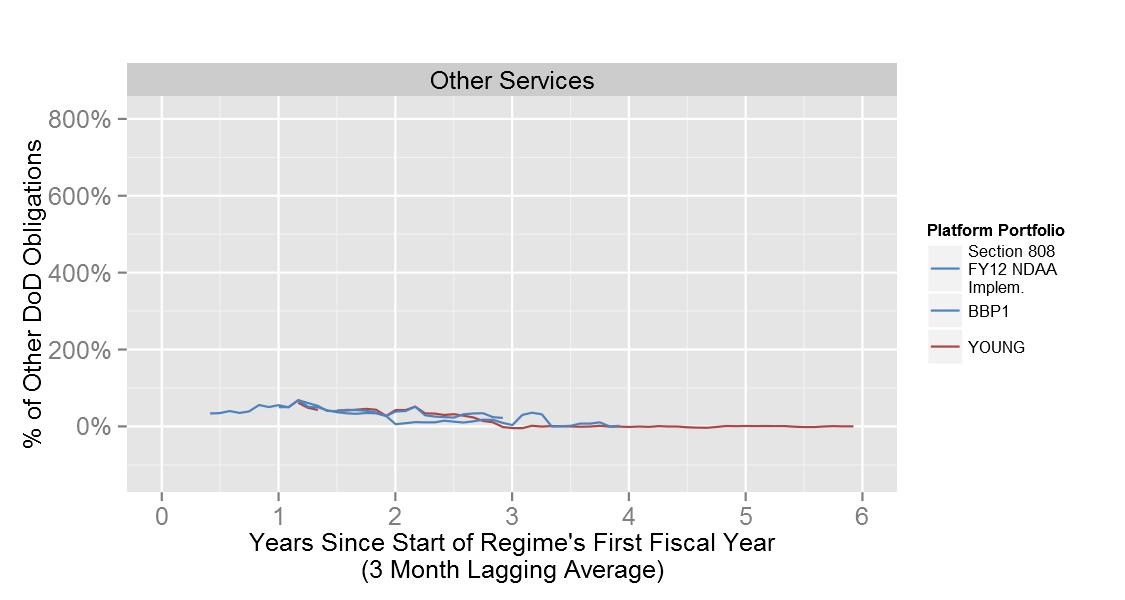 Other Services
800%
600%
400%
200%
0%
% of Other DoD Obligations
0 1 2 3 4 5 6
Years Since Start of Regime's First Fiscal Year
(3 Month Lagging Average)
Platform Portfolio
Section 808
FY12 NDAA
Implem.
BBP1
YOUNG